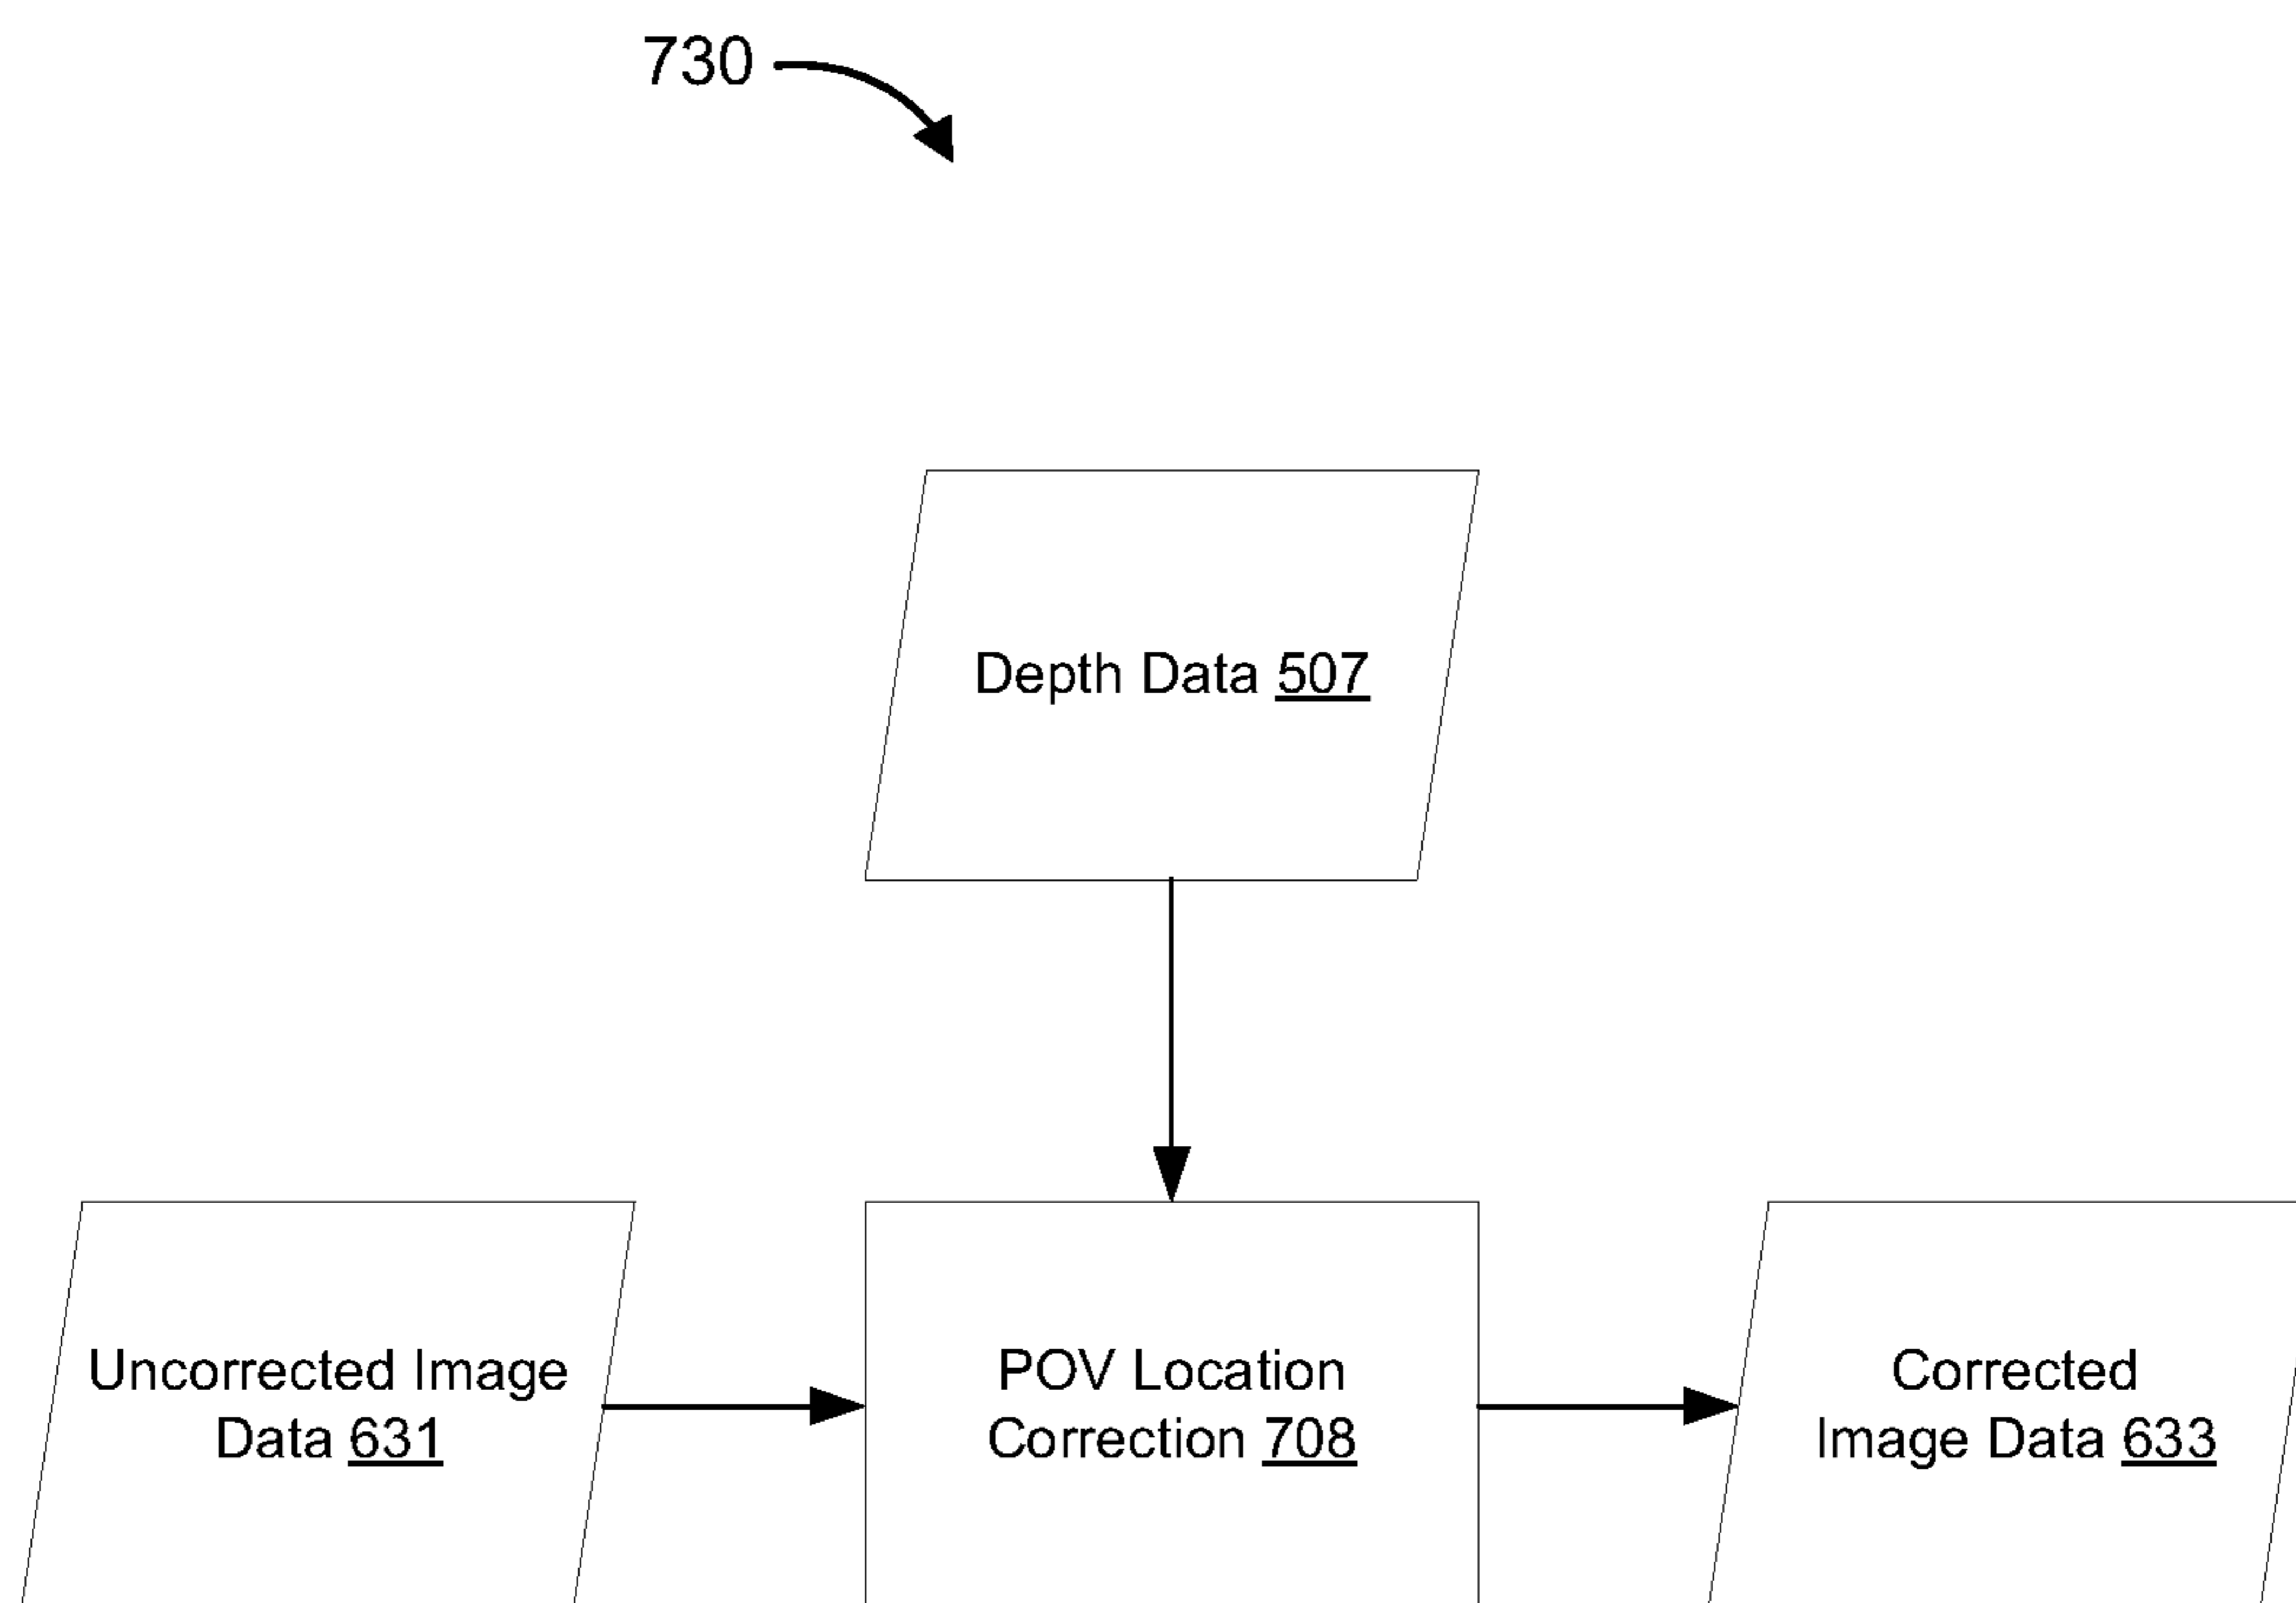 730
Depth Data 507
Uncorrected Image
Data 631
POV Location
Correction 708
Corrected
Image Data 633